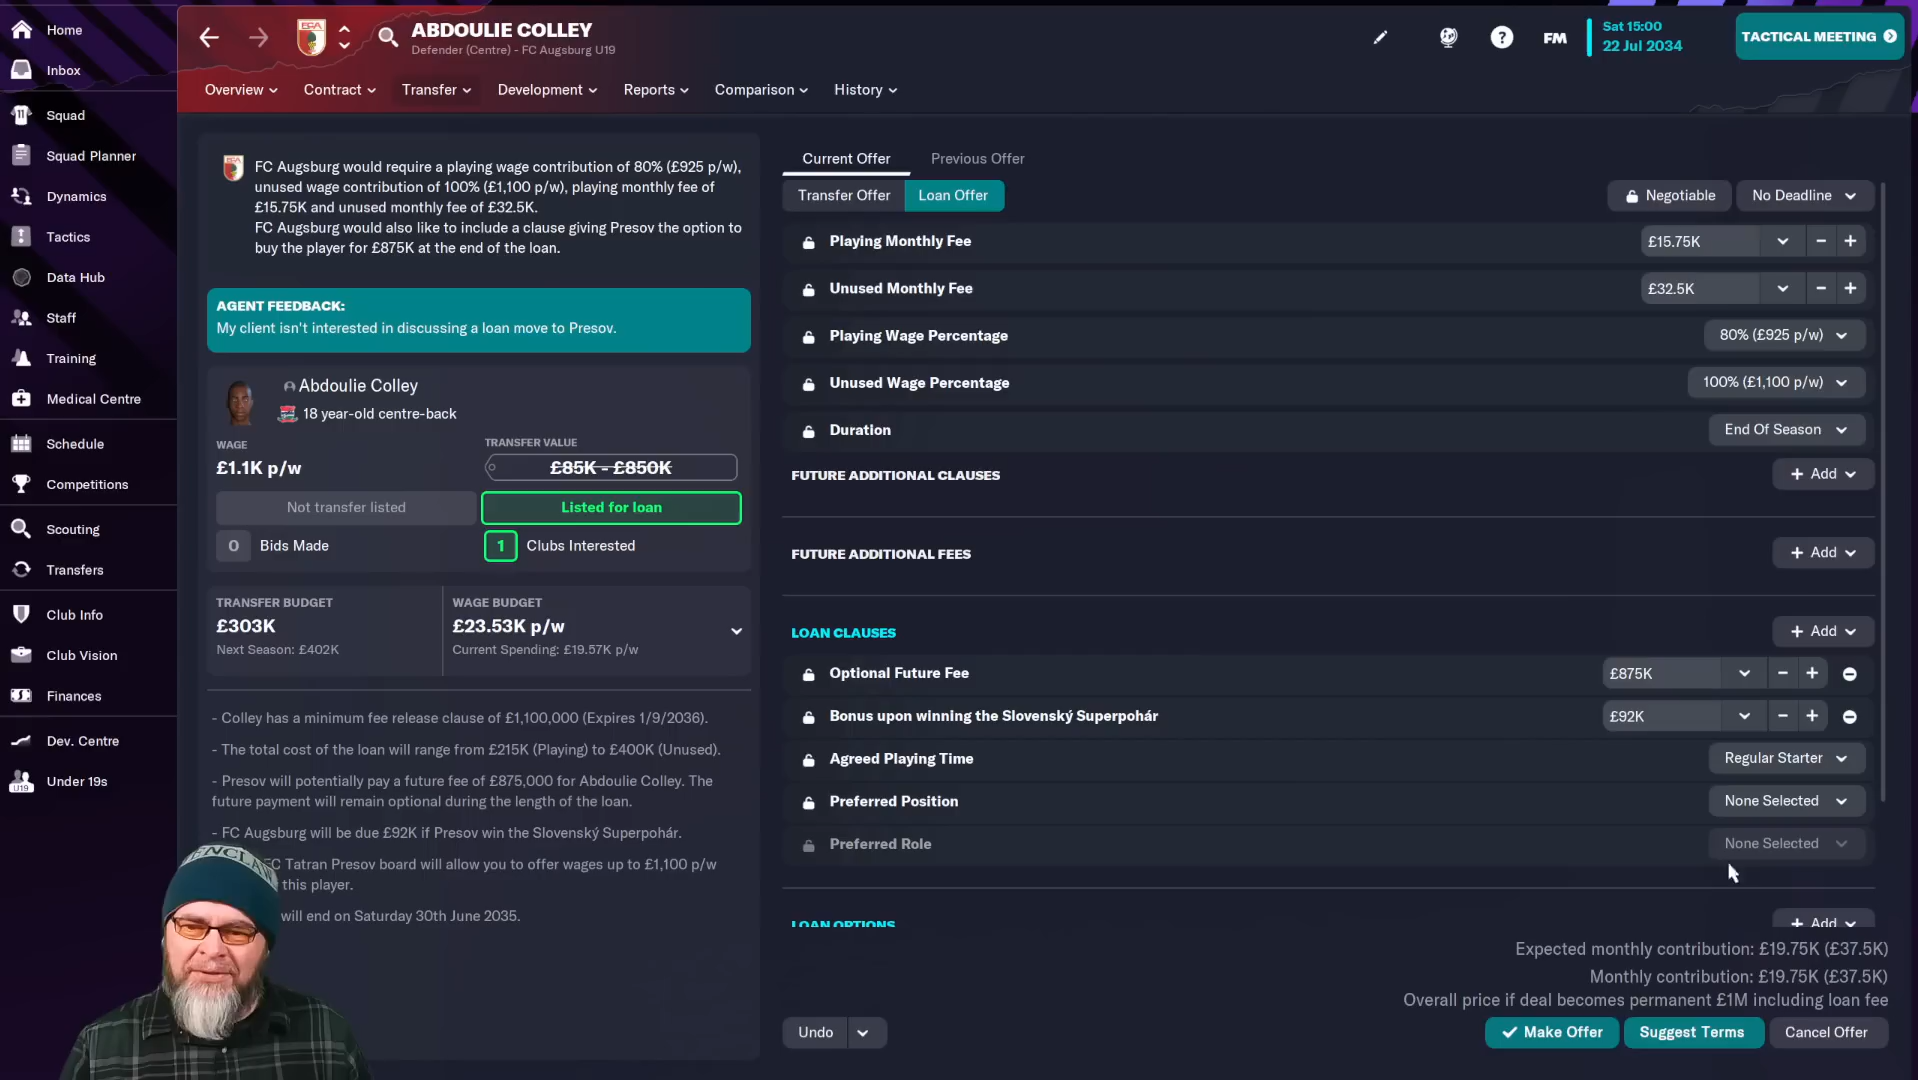 Home
Inbox
Squad
Squad Planner
Dynamics
Tactics
Data Hub
Staff
Training
Medical Centre
Schedule
Competitions
Scouting
Transfers
Club Info
Club Vision
Finances
Dev. Centre
Under 19s
ABDOULIE COLLEY
Defender (Centre) - FC Augsburg U19
FM
Sat 15:00
22 Jul 2034
TACTICAL MEETING
Overview Contract Transfer Development Reports Comparison History
FC Augsburg would require a playing wage contribution of 80% (£925 p/w),
unused wage contribution of 100% (£1,100 p/w), playing monthly fee of
£15.75K and unused monthly fee of £32.5K.
FC Augsburg would also like to include a clause giving Presov the option to
buy the player for £875K at the end of the loan.
AGENT FEEDBACK:
My client isn't interested in discussing a loan move to Presov.
Abdoulie Colley
18 year-old centre-back
WAGE
£1.1K p/w
TRANSFER VALUE
£85K - £850K
Not transfer listed
Listed for loan
0 Bids Made
1 Clubs Interested
TRANSFER BUDGET
£303K
Next Season: £402K
WAGE BUDGET
£23.53K p/w
Current Spending: £19.57K p/w
- Colley has a minimum fee release clause of £1,100,000 (Expires 1/9/2036).
- The total cost of the loan will range from £215K (Playing) to £400K (Unused).
- Presov will potentially pay a future fee of £875,000 for Abdoulie Colley. The
future payment will remain optional during the length of the loan.
- FC Augsburg will be due £92K if Presov win the Slovenský Superpohár.
FC Tatran Presov board will allow you to offer wages up to £1,100 p/w
this player.
will end on Saturday 30th June 2035.
Current Offer
Previous Offer
Transfer Offer
Loan Offer
Negotiable
No Deadline
Playing Monthly Fee £15.75K
Unused Monthly Fee £32.5K
Playing Wage Percentage 80% (£925 p/w)
Unused Wage Percentage 100% (£1,100 p/w)
Duration End Of Season
FUTURE ADDITIONAL CLAUSES + Add
FUTURE ADDITIONAL FEES + Add
LOAN CLAUSES + Add
Optional Future Fee £875K
Bonus upon winning the Slovenský Superpohár £92K
Agreed Playing Time Regular Starter
Preferred Position None Selected
Preferred Role None Selected
LOAN OPTIONS + Add
Expected monthly contribution: £19.75K (£37.5K)
Monthly contribution: £19.75K (£37.5K)
Overall price if deal becomes permanent £1M including loan fee
Undo
Make Offer
Suggest Terms
Cancel Offer